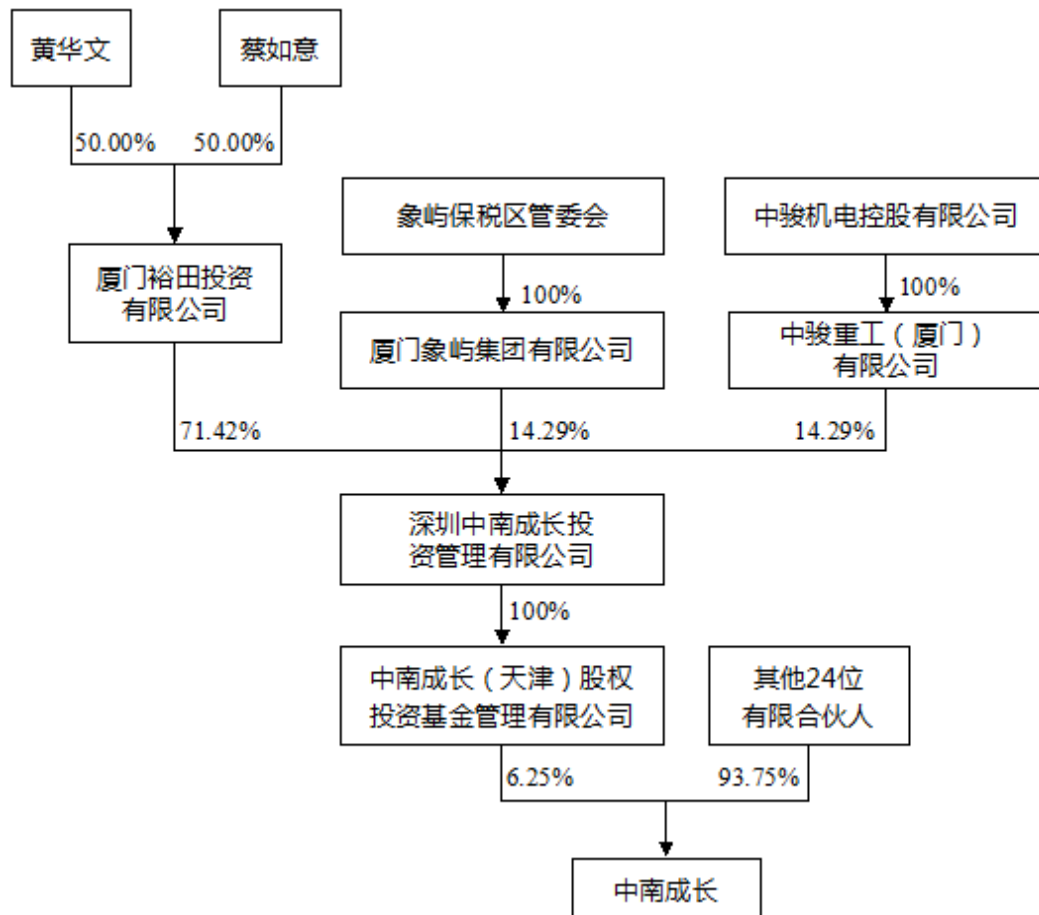 黄华文
蔡如意
50.00%
50.00%
象屿保税区管委会
中骏机电控股有限公司
厦门裕田投资
有限公司
100%
100%
厦门象屿集团有限公司
中骏重工（厦门）
有限公司
71.42%
14.29%
14.29%
深圳中南成长投
资管理有限公司
100%
中南成长（天津）股权
投资基金管理有限公司
其他24位
有限合伙人
6.25%
93.75%
中南成长